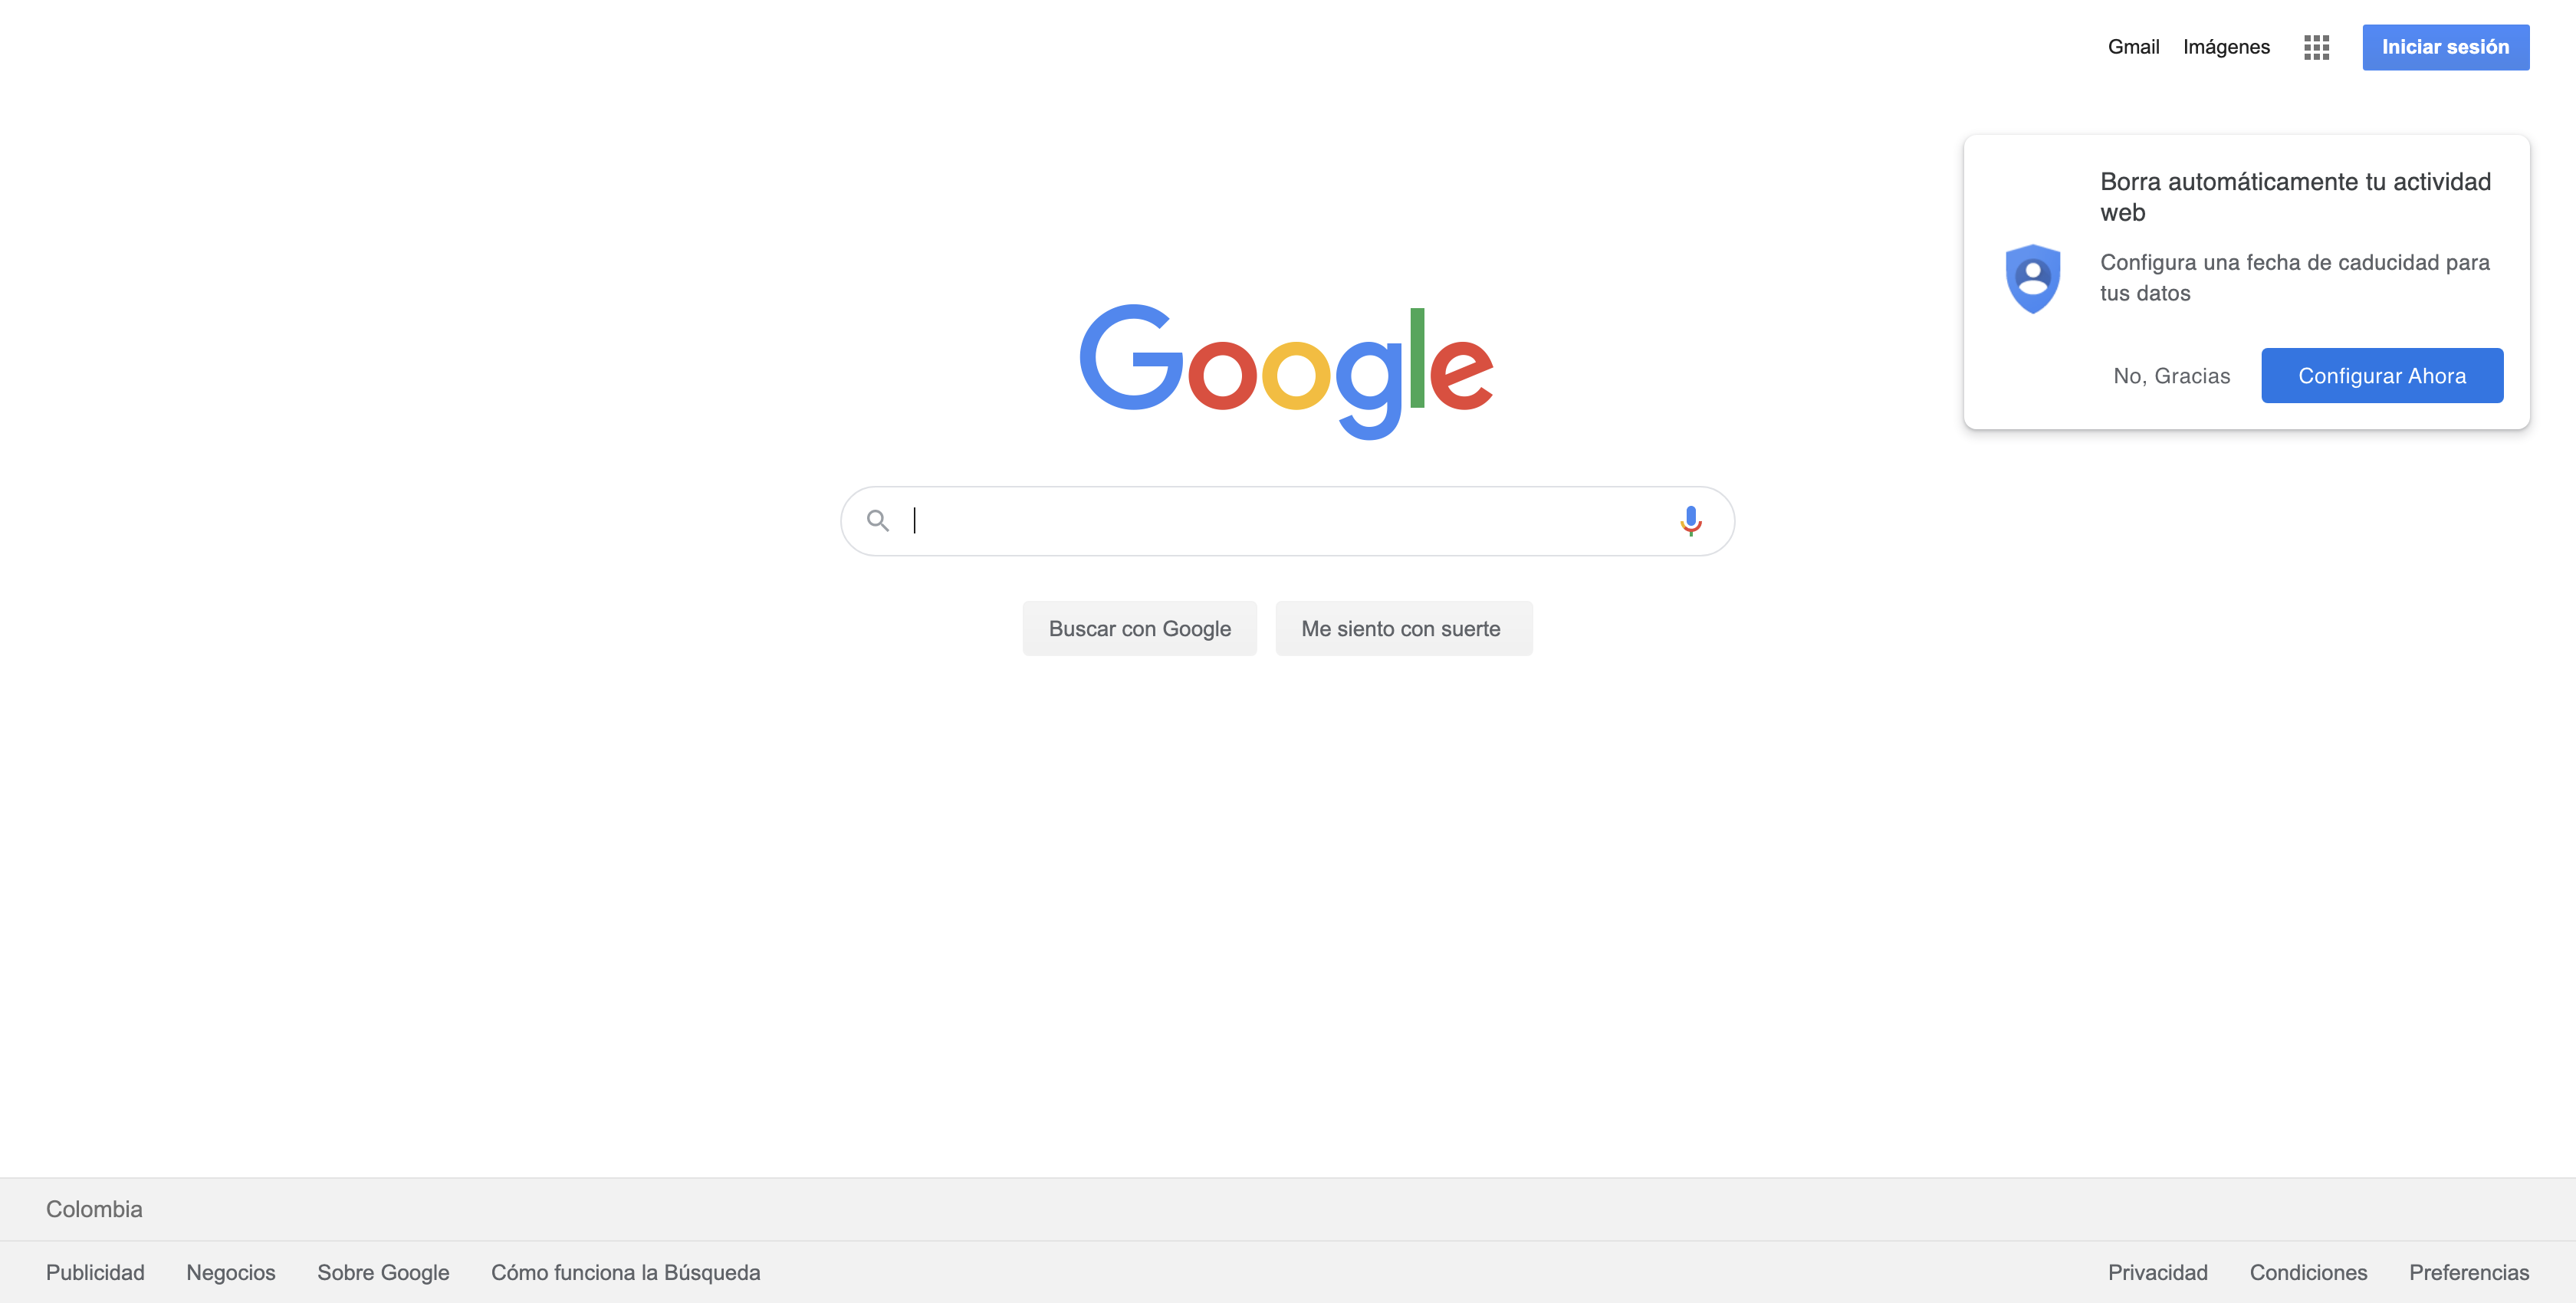 Gmail Imágenes Iniciar sesión
Borra automáticamente tu actividad
web
Configura una fecha de caducidad para
tus datos
No, Gracias Configurar Ahora
Google
Buscar con Google Me siento con suerte
Colombia
Publicidad Negocios Sobre Google Cómo funciona la Búsqueda Privacidad Condiciones Preferencias